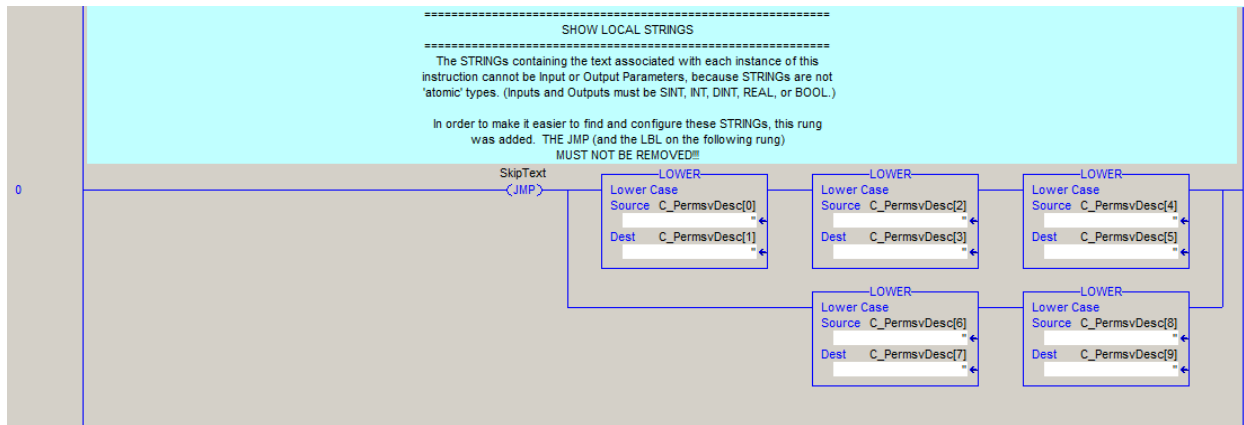 ============================================================
SHOW LOCAL STRINGS
============================================================
The STRINGs containing the text associated with each instance of this
instruction cannot be Input or Output Parameters, because STRINGs are not
'atomic' types. (Inputs and Outputs must be SINT, INT, DINT, REAL, or BOOL.)
In order to make it easier to find and configure these STRINGs, this rung
was added. THE JMP (and the LBL on the following rung)
MUST NOT BE REMOVED!!!
0
SkipText
JMP
LOWER
Lower Case
Source C_PermsvDesc[0]
''
Dest C_PermsvDesc[1]
''
LOWER
Lower Case
Source C_PermsvDesc[2]
''
Dest C_PermsvDesc[3]
''
LOWER
Lower Case
Source C_PermsvDesc[4]
''
Dest C_PermsvDesc[5]
''
LOWER
Lower Case
Source C_PermsvDesc[6]
''
Dest C_PermsvDesc[7]
''
LOWER
Lower Case
Source C_PermsvDesc[8]
''
Dest C_PermsvDesc[9]
''